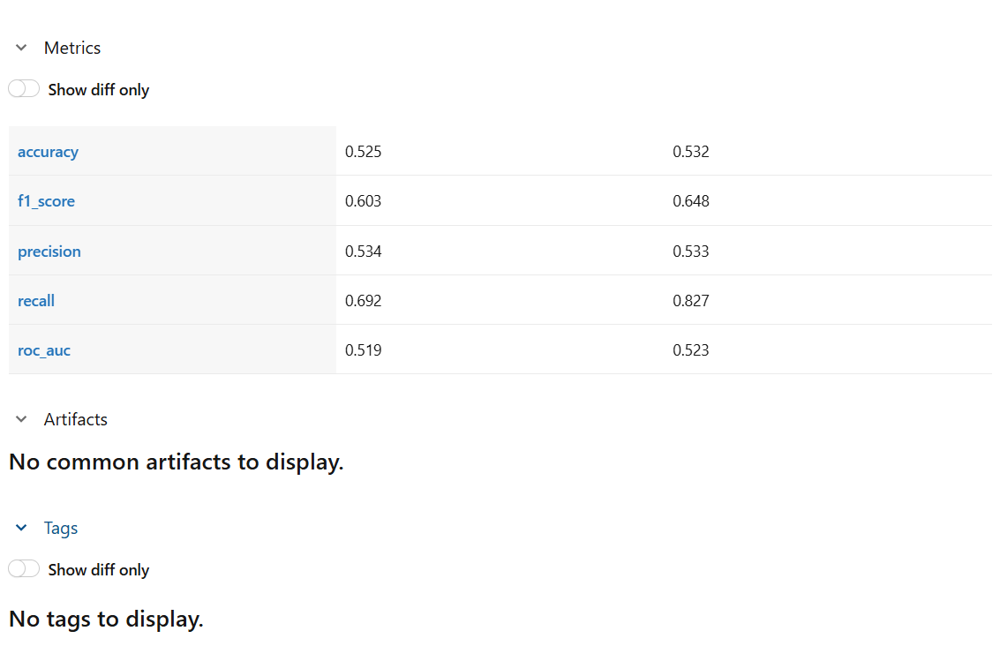 Metrics
Show diff only
accuracy 0.525 0.532
f1_score 0.603 0.648
precision 0.534 0.533
recall 0.692 0.827
roc_auc 0.519 0.523
Artifacts
No common artifacts to display.
Tags
Show diff only
No tags to display.